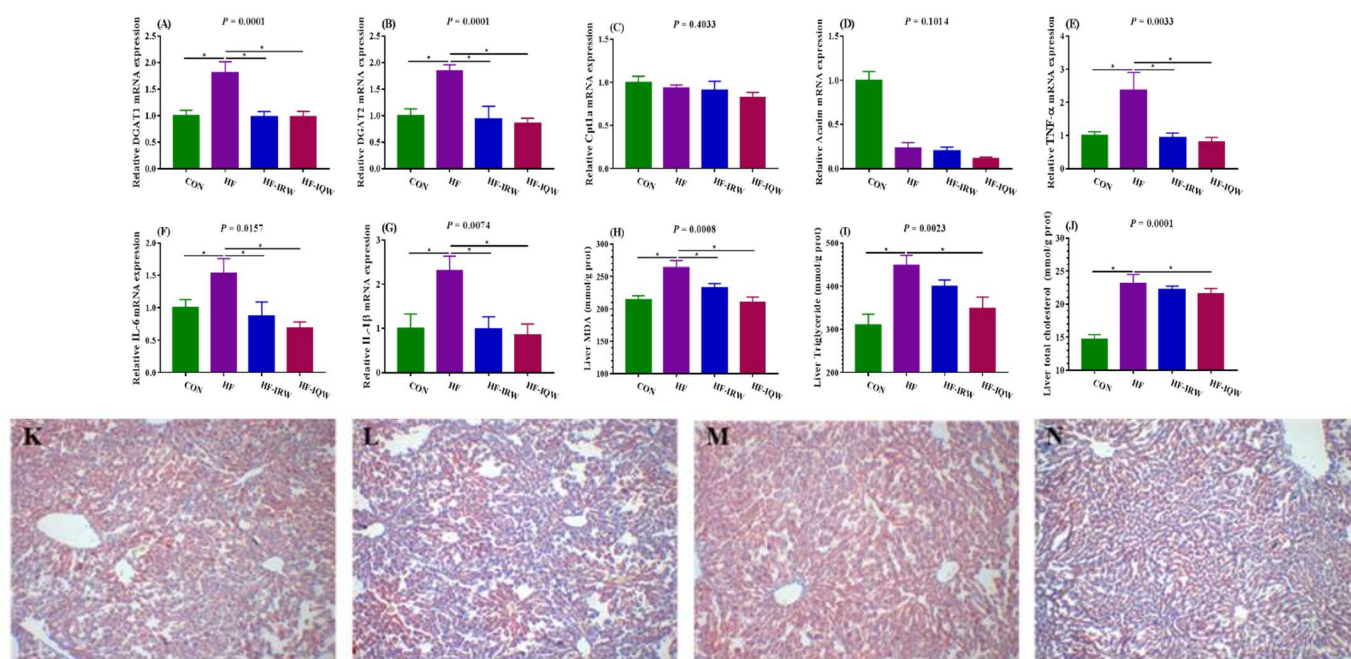 (A)
P = 0.0001
Relative DGAT1 mRNA expression
2.5
2.0
1.5
1.0
0.5
0.0
* * *
CON HF HF-IRW HF-IQW
(B)
P = 0.0001
Relative DGAT2 mRNA expression
2.5
2.0
1.5
1.0
0.5
0.0
* * *
CON HF HF-IRW HF-IQW
(C)
P = 0.4033
Relative Cpt1a mRNA expression
1.5
1.0
0.5
0.0
CON HF HF-IRW HF-IQW
(D)
P = 0.1014
Relative Acadm mRNA expression
1.5
1.0
0.5
0.0
CON HF HF-IRW HF-IQW
(E)
P = 0.0033
Relative TNF-α mRNA expression
4
3
2
1
0
* * *
CON HF HF-IRW HF-IQW
(F)
P = 0.0157
Relative IL-6 mRNA expression
2.0
1.5
1.0
0.5
0.0
* * *
CON HF HF-IRW HF-IQW
(G)
P = 0.0074
Relative IL-1β mRNA expression
3
2
1
0
* * *
CON HF HF-IRW HF-IQW
(H)
P = 0.0008
Liver MDA (mmol/g prot)
300
250
200
150
100
* * *
CON HF HF-IRW HF-IQW
(I)
P = 0.0023
Liver Triglyceride (mmol/g prot)
500
400
300
200
100
0
* *
CON HF HF-IRW HF-IQW
(J)
P = 0.0001
Liver total cholesterol (mmol/g prot)
30
25
20
15
10
* *
CON HF HF-IRW HF-IQW
K
L
M
N